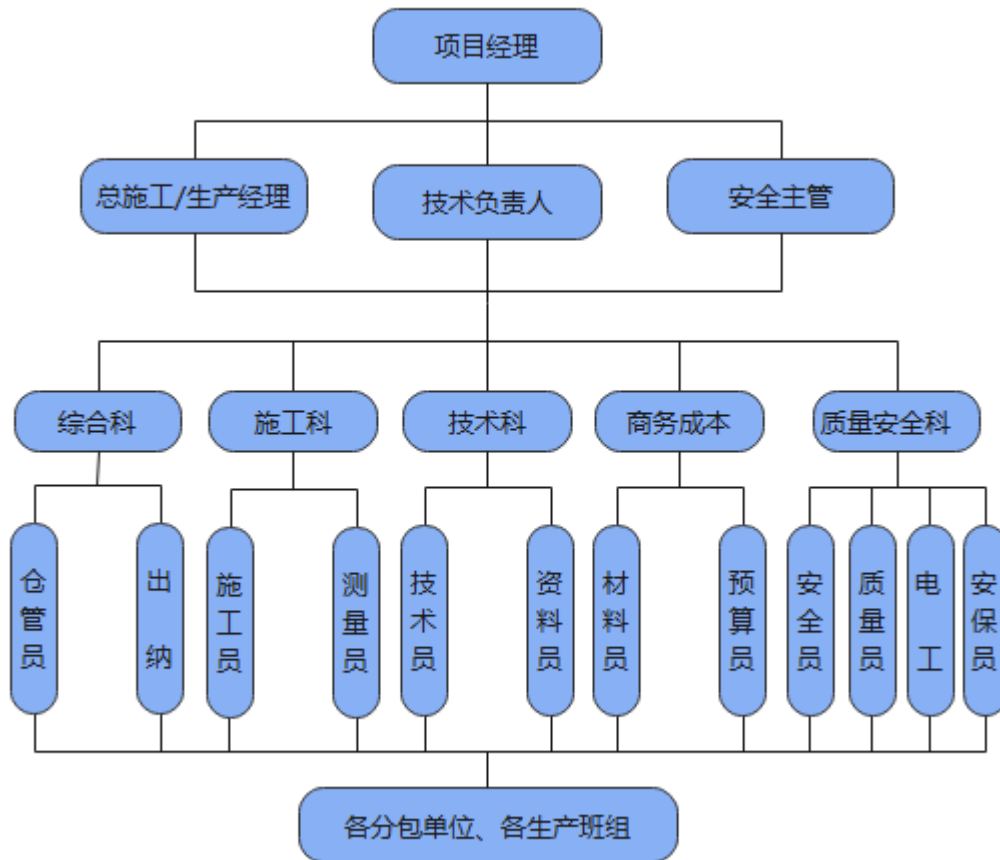 项目经理
总施工/生产经理
技术负责人
安全主管
综合科
施工科
技术科
商务成本
质量安全科
仓管员
出纳
施工员
测量员
技术员
资料员
材料员
预算员
安全员
质量员
电工
安保员
各分包单位、各生产班组